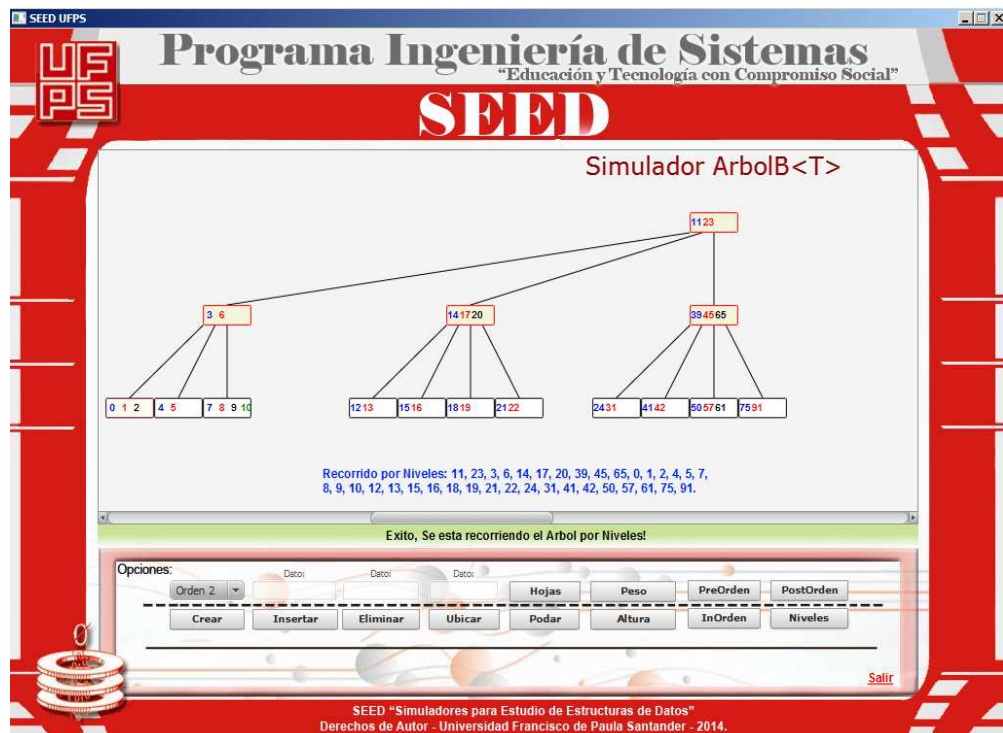 SEED UFPS
UFPS
Programa Ingeniería de Sistemas
“Educación y Tecnología con Compromiso Social”
SEED
Simulador ArbolB<T>
11 23
3 6
14 17 20
39 45 65
0 1 2
4 5
7 8 9 10
12 13
15 16
18 19
21 22
24 31
41 42
50 57 61
75 91
Recorrido por Niveles: 11, 23, 3, 6, 14, 17, 20, 39, 45, 65, 0, 1, 2, 4, 5, 7,
8, 9, 10, 12, 13, 15, 16, 18, 19, 21, 22, 24, 31, 41, 42, 50, 57, 61, 75, 91.
Exito, Se esta recorriendo el Arbol por Niveles!
Opciones:
Dato: Dato: Dato:
Orden 2 Hojas Peso PreOrden PostOrden
Crear Insertar Eliminar Ubicar Podar Altura InOrden Niveles
Salir
SEED “Simuladores para Estudio de Estructuras de Datos”
Derechos de Autor - Universidad Francisco de Paula Santander - 2014.